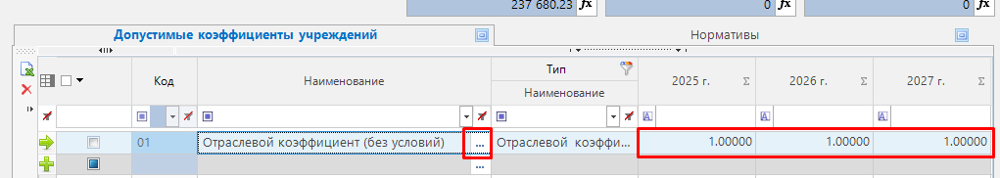 237 680.23 fx 0 fx 0 fx
Допустимые коэффициенты учреждений Нормативы
Код Наименование Тип 2025 г. Σ 2026 г. Σ 2027 г. Σ
Наименование
A A A
01 Отраслевой коэффициент (без условий) ... Отраслевой коэффи... 1.00000 1.00000 1.00000
...